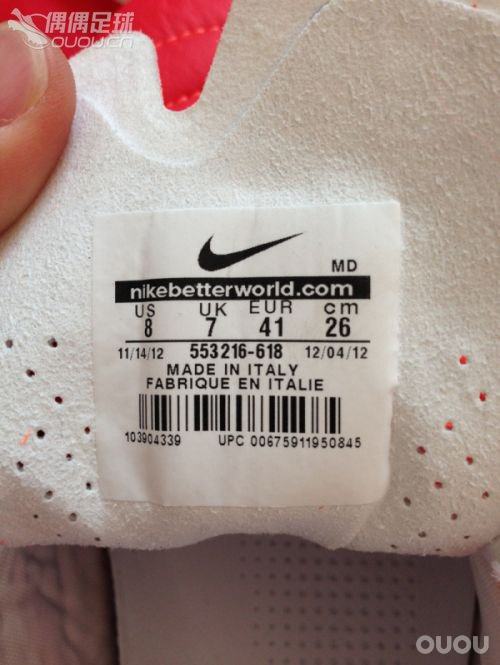 偶偶足球
OUOU.CN
MD
nikebetterworld.com
US UK EUR cm
8 7 41 26
11/14/12 553216-618 12/04/12
MADE IN ITALY
FABRIQUE EN ITALIE
103904339 UPC 00675911950845
OUOU